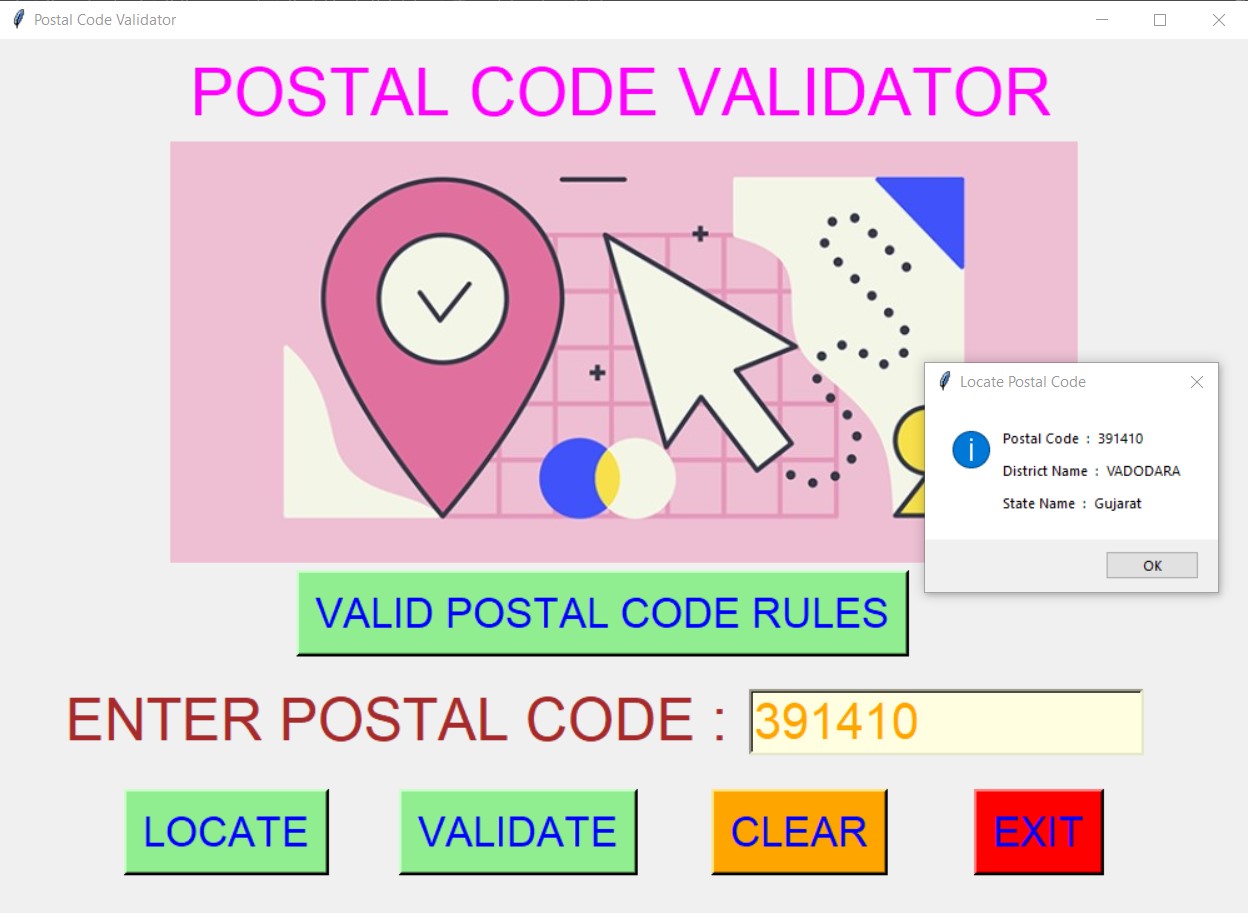 Postal Code Validator
POSTAL CODE VALIDATOR
Locate Postal Code
Postal Code : 391410
District Name : VADODARA
State Name : Gujarat
OK
VALID POSTAL CODE RULES
ENTER POSTAL CODE : 391410
LOCATE VALIDATE CLEAR EXIT